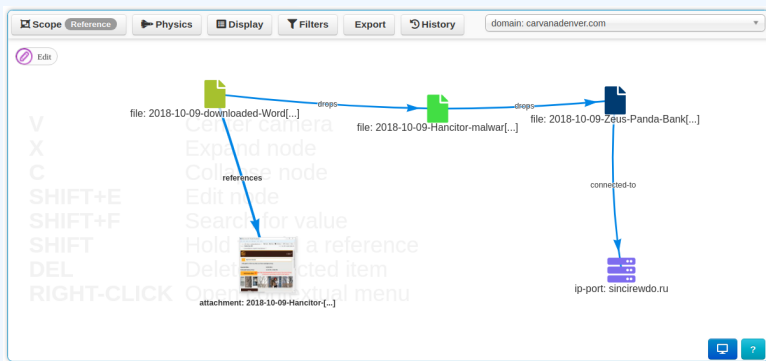 Scope Reference Physics Display Filters Export History domain: carvanadenver.com
Edit
drops
drops
file: 2018-10-09-downloaded-Word[...]
file: 2018-10-09-Hancitor-malwar[...]
file: 2018-10-09-Zeus-Panda-Bank[...]
V Center camera
X Expand node
C Collapse node
references
connected-to
SHIFT+E Edit node
SHIFT+F Search for value
SHIFT Hold a reference
DEL Delete selected item
RIGHT-CLICK Open contextual menu
ip-port: sincirewdo.ru
attachment: 2018-10-09-Hancitor-[...]
?